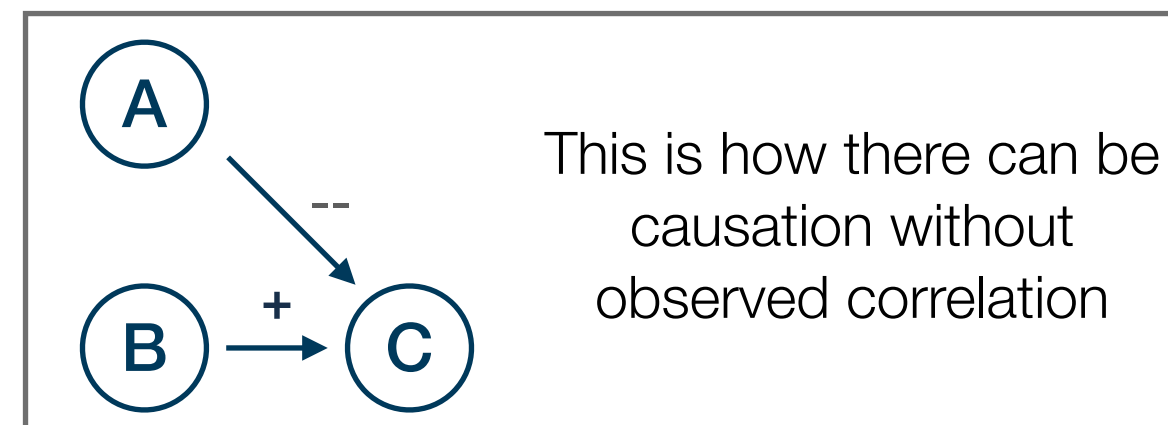 A
This is how there can be
causation without
observed correlation
--
+
B
C